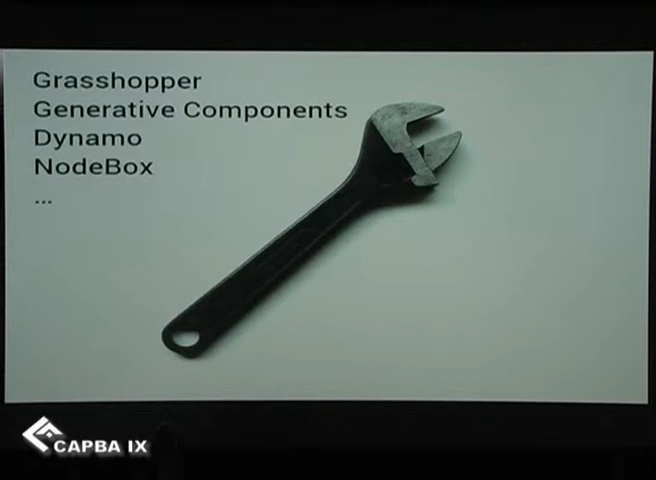 Grasshopper
Generative Components
Dynamo
NodeBox
...
CAPBA IX